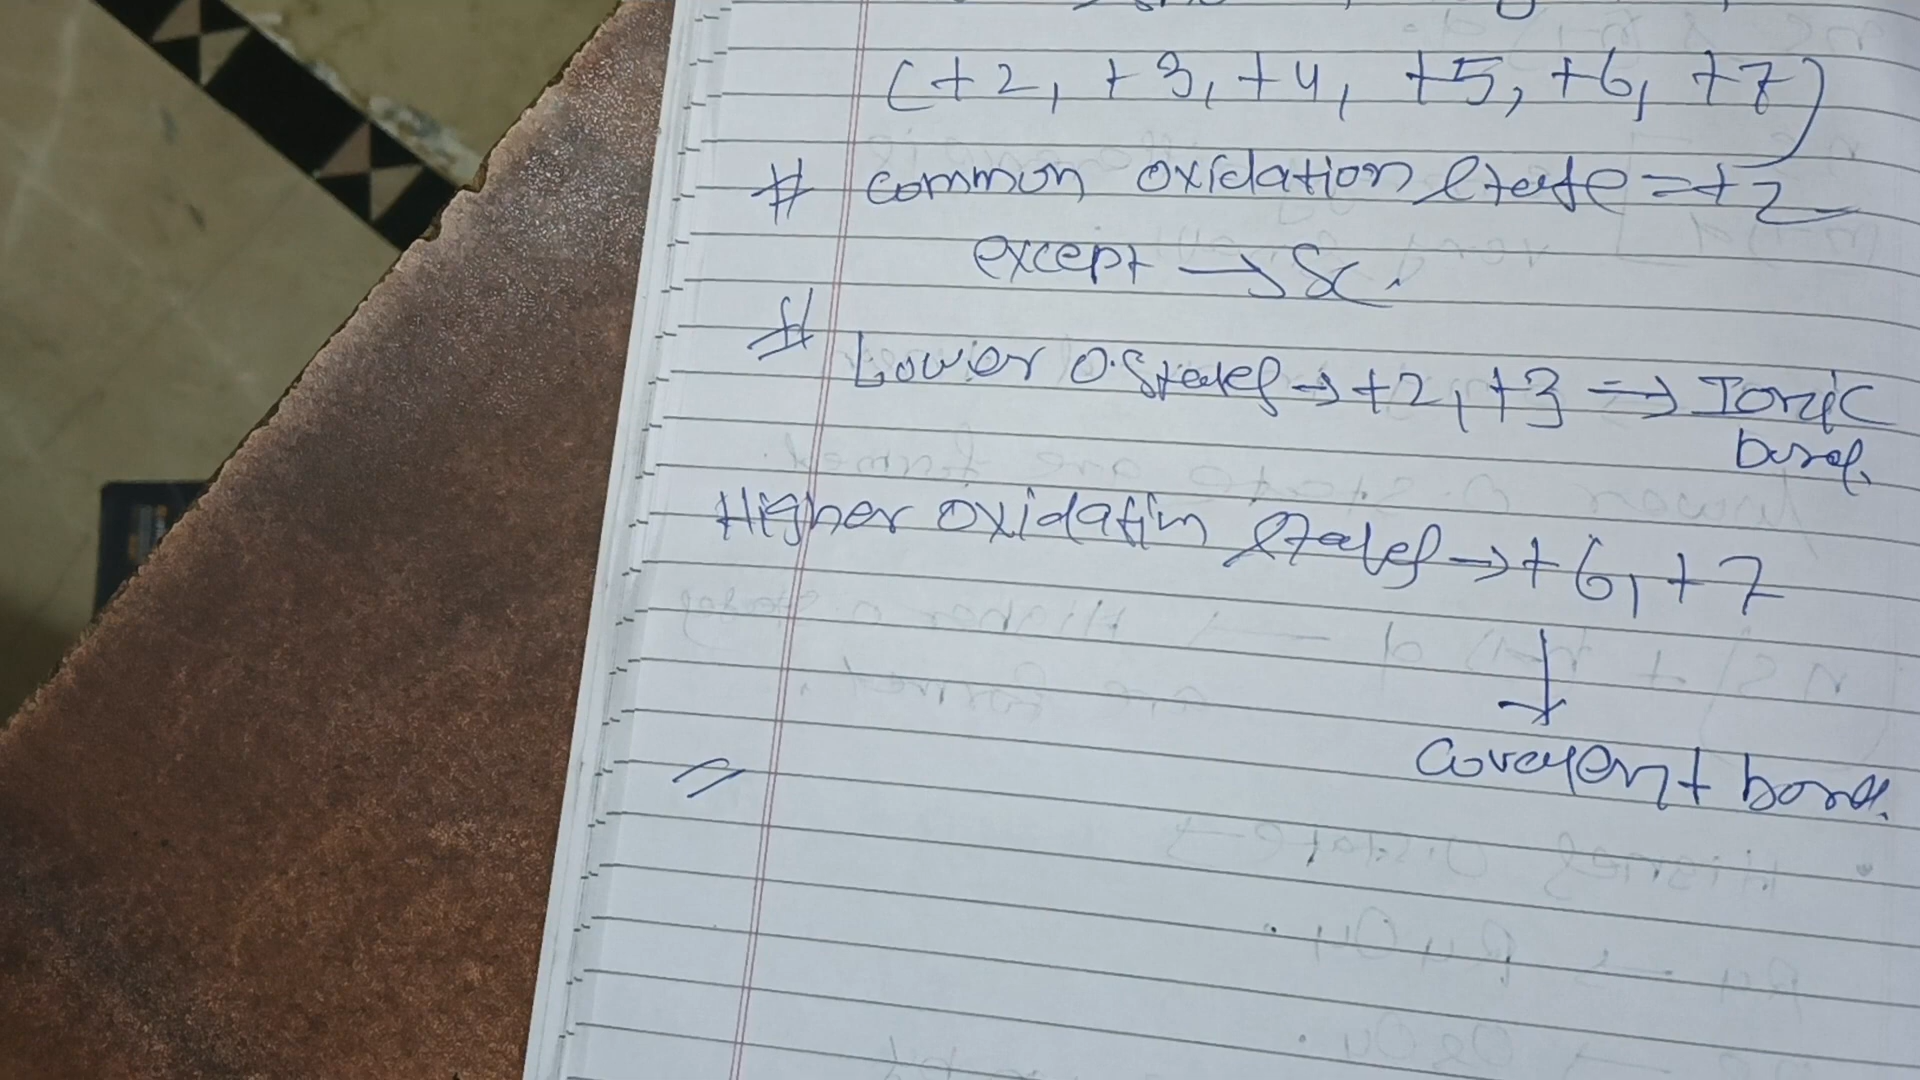 (+2, +3, +4, +5, +6, +7)
# common oxidation state = +2
except → Sc.
# Lower O.States → +2, +3 ⇒ Ionic
bond.
Higher oxidation states → +6, +7
↓
Covalent bond.